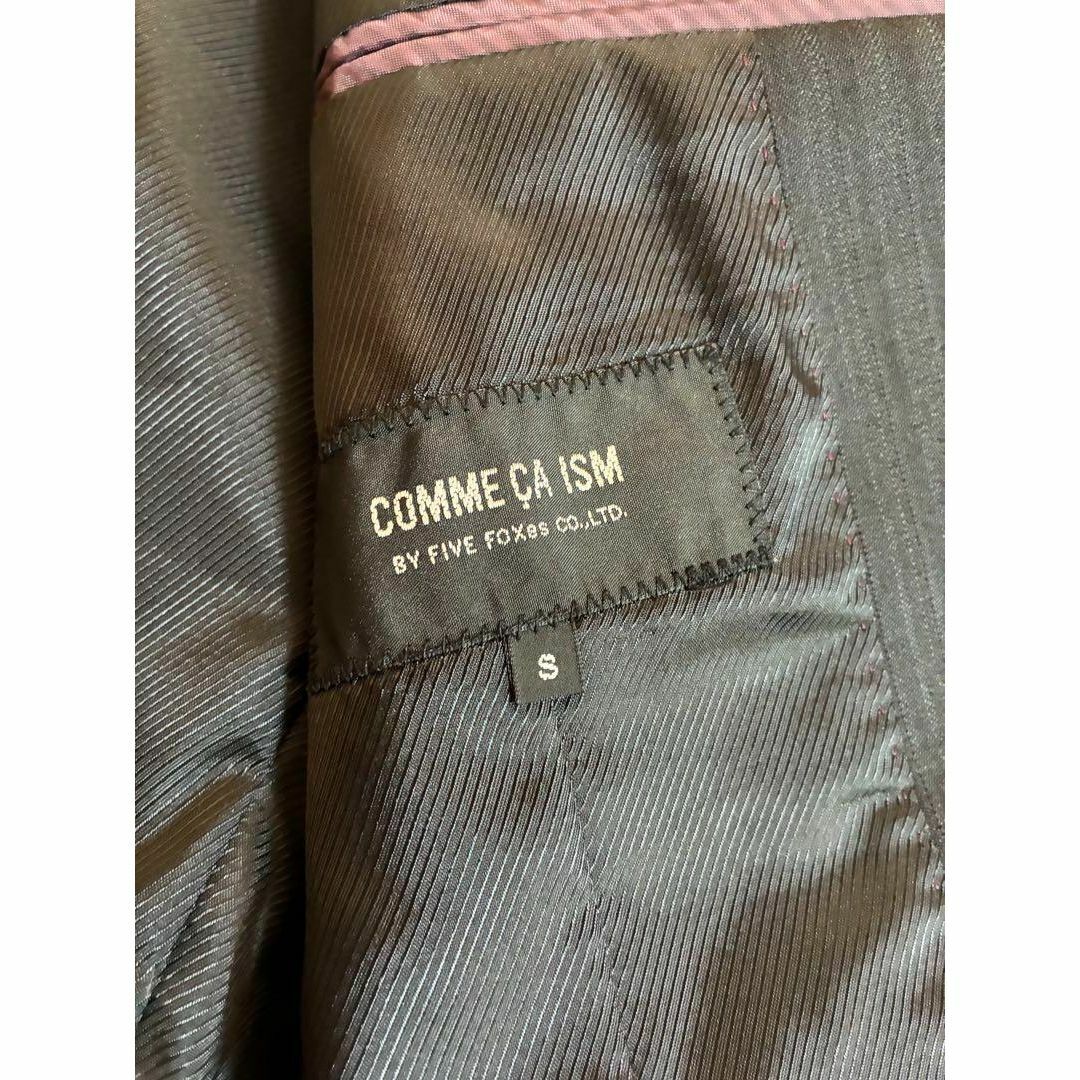 COMME ÇA ISM
BY FIVE FOXes CO.,LTD.
S